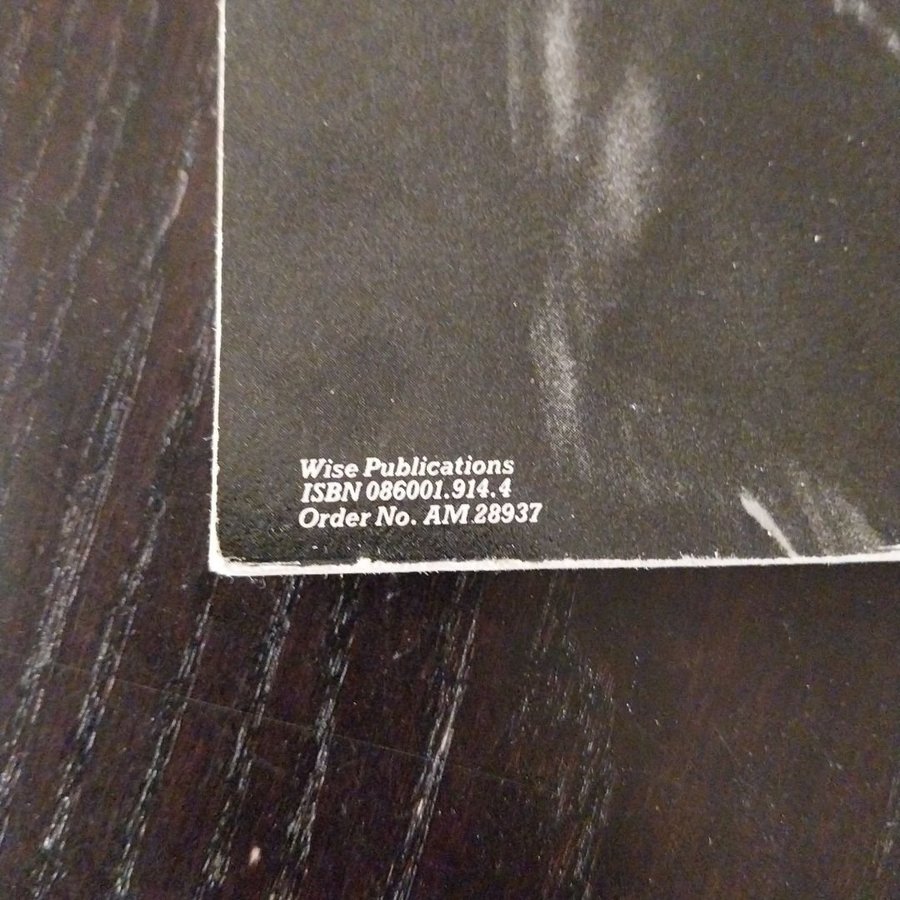 Wise Publications
ISBN 086001.914.4
Order No. AM 28937